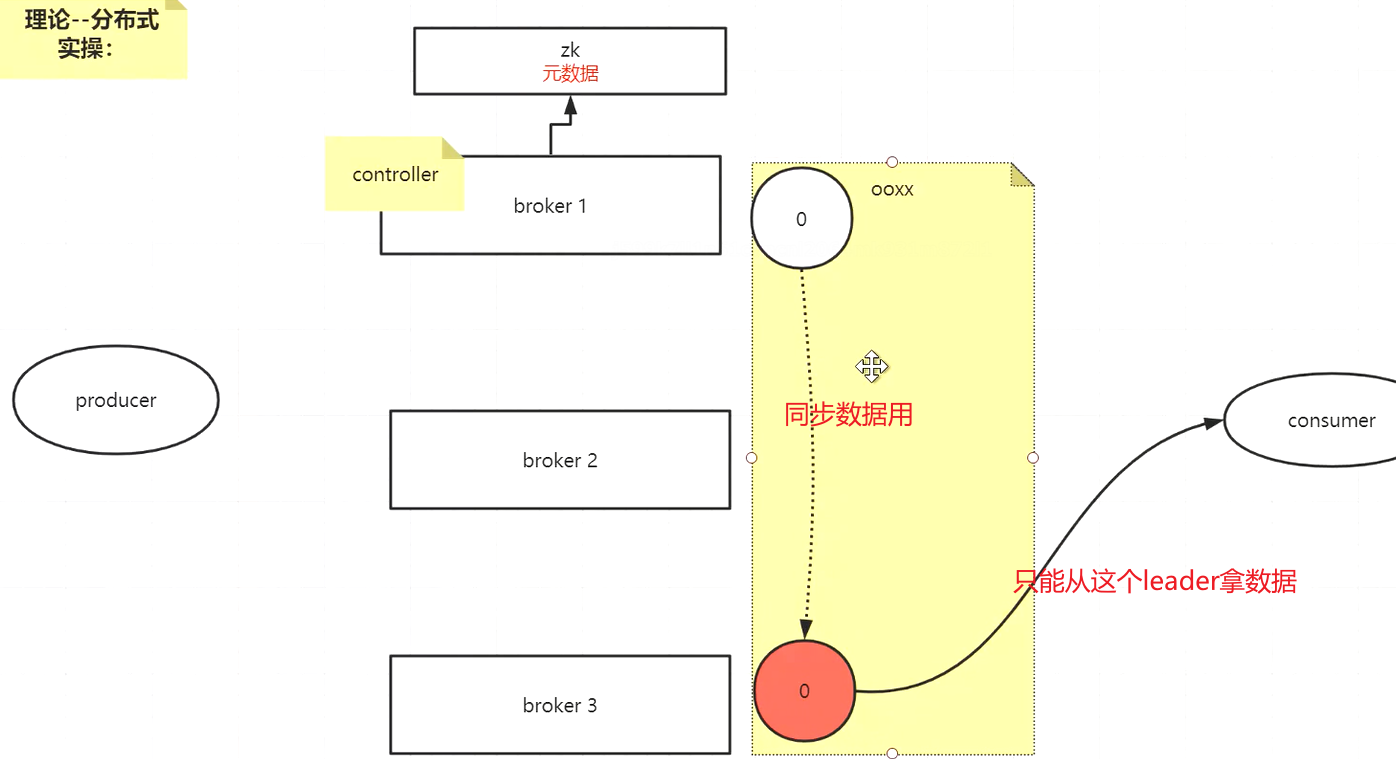 理论--分布式
实操：
zk
元数据
controller
broker 1
0
ooxx
producer
同步数据用
consumer
broker 2
只能从这个leader拿数据
broker 3
0